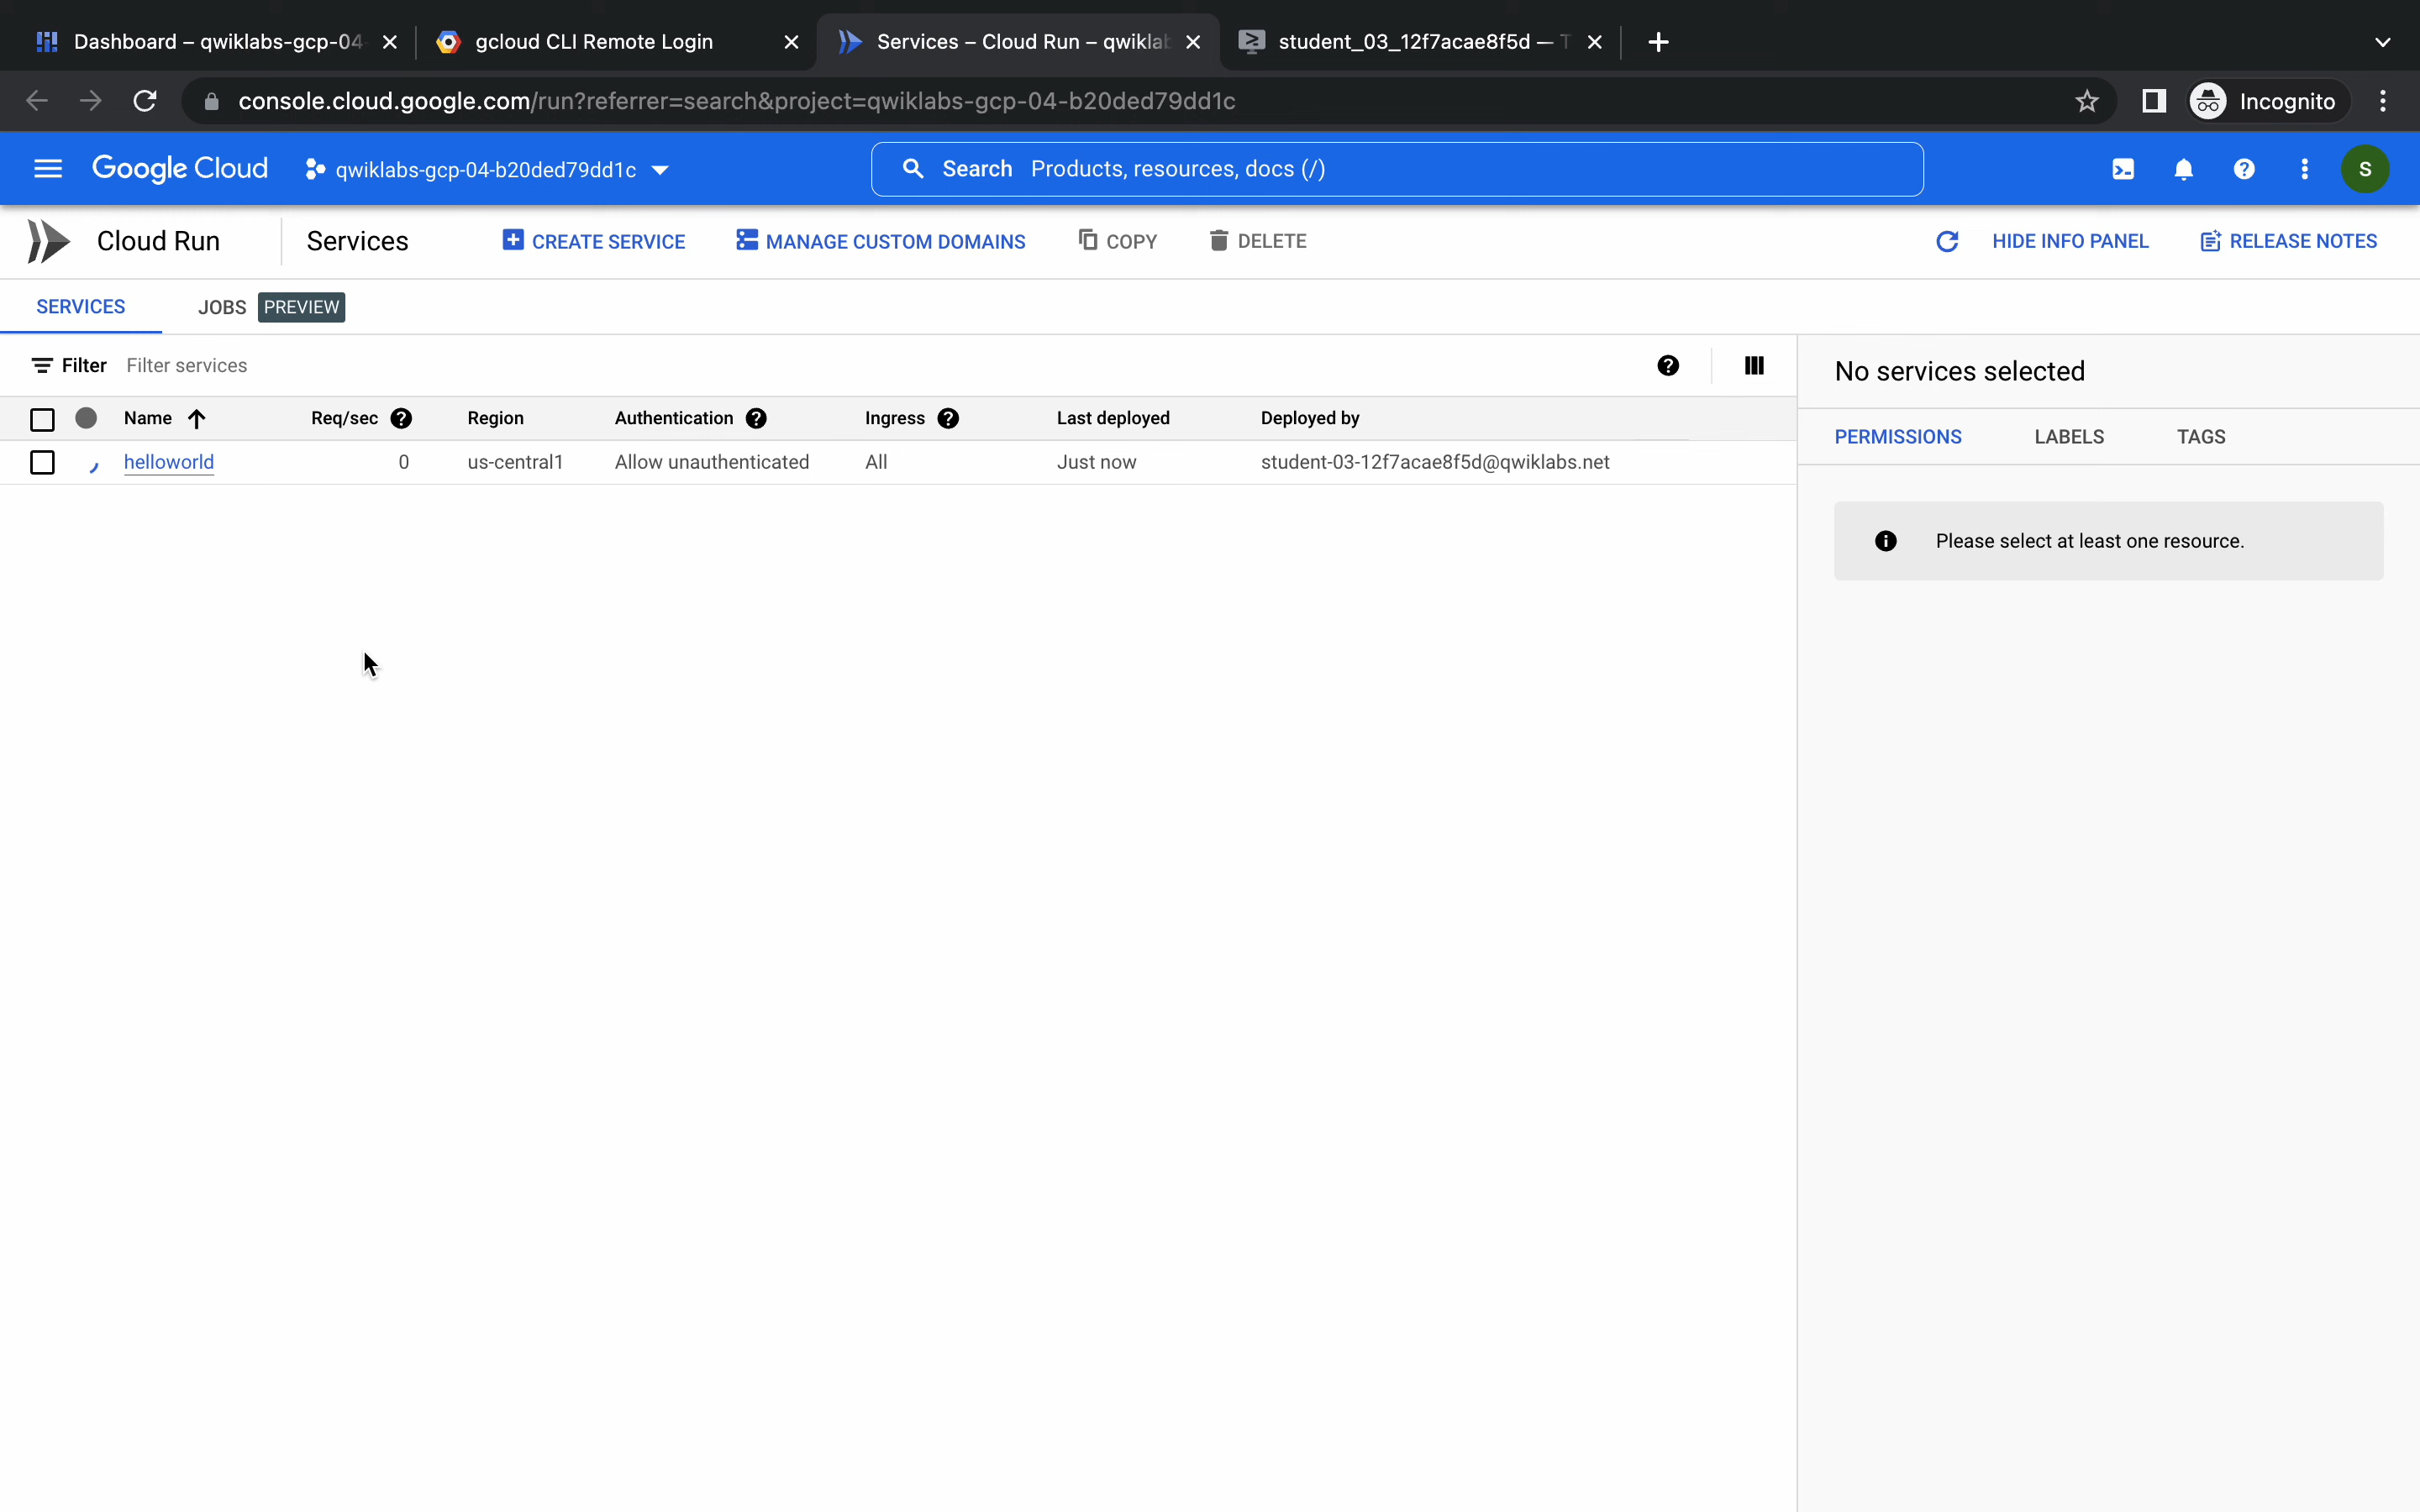 Dashboard – qwiklabs-gcp-04-
gcloud CLI Remote Login
Services – Cloud Run – qwikla
student_03_12f7acae8f5d — T
console.cloud.google.com/run?referrer=search&project=qwiklabs-gcp-04-b20ded79dd1c
Incognito
Google Cloud
qwiklabs-gcp-04-b20ded79dd1c
Search Products, resources, docs (/)
S
Cloud Run
Services
CREATE SERVICE
MANAGE CUSTOM DOMAINS
COPY
DELETE
HIDE INFO PANEL
RELEASE NOTES
SERVICES
JOBS PREVIEW
Filter Filter services
Name Req/sec Region Authentication Ingress Last deployed Deployed by
helloworld 0 us-central1 Allow unauthenticated All Just now student-03-12f7acae8f5d@qwiklabs.net
No services selected
PERMISSIONS LABELS TAGS
Please select at least one resource.